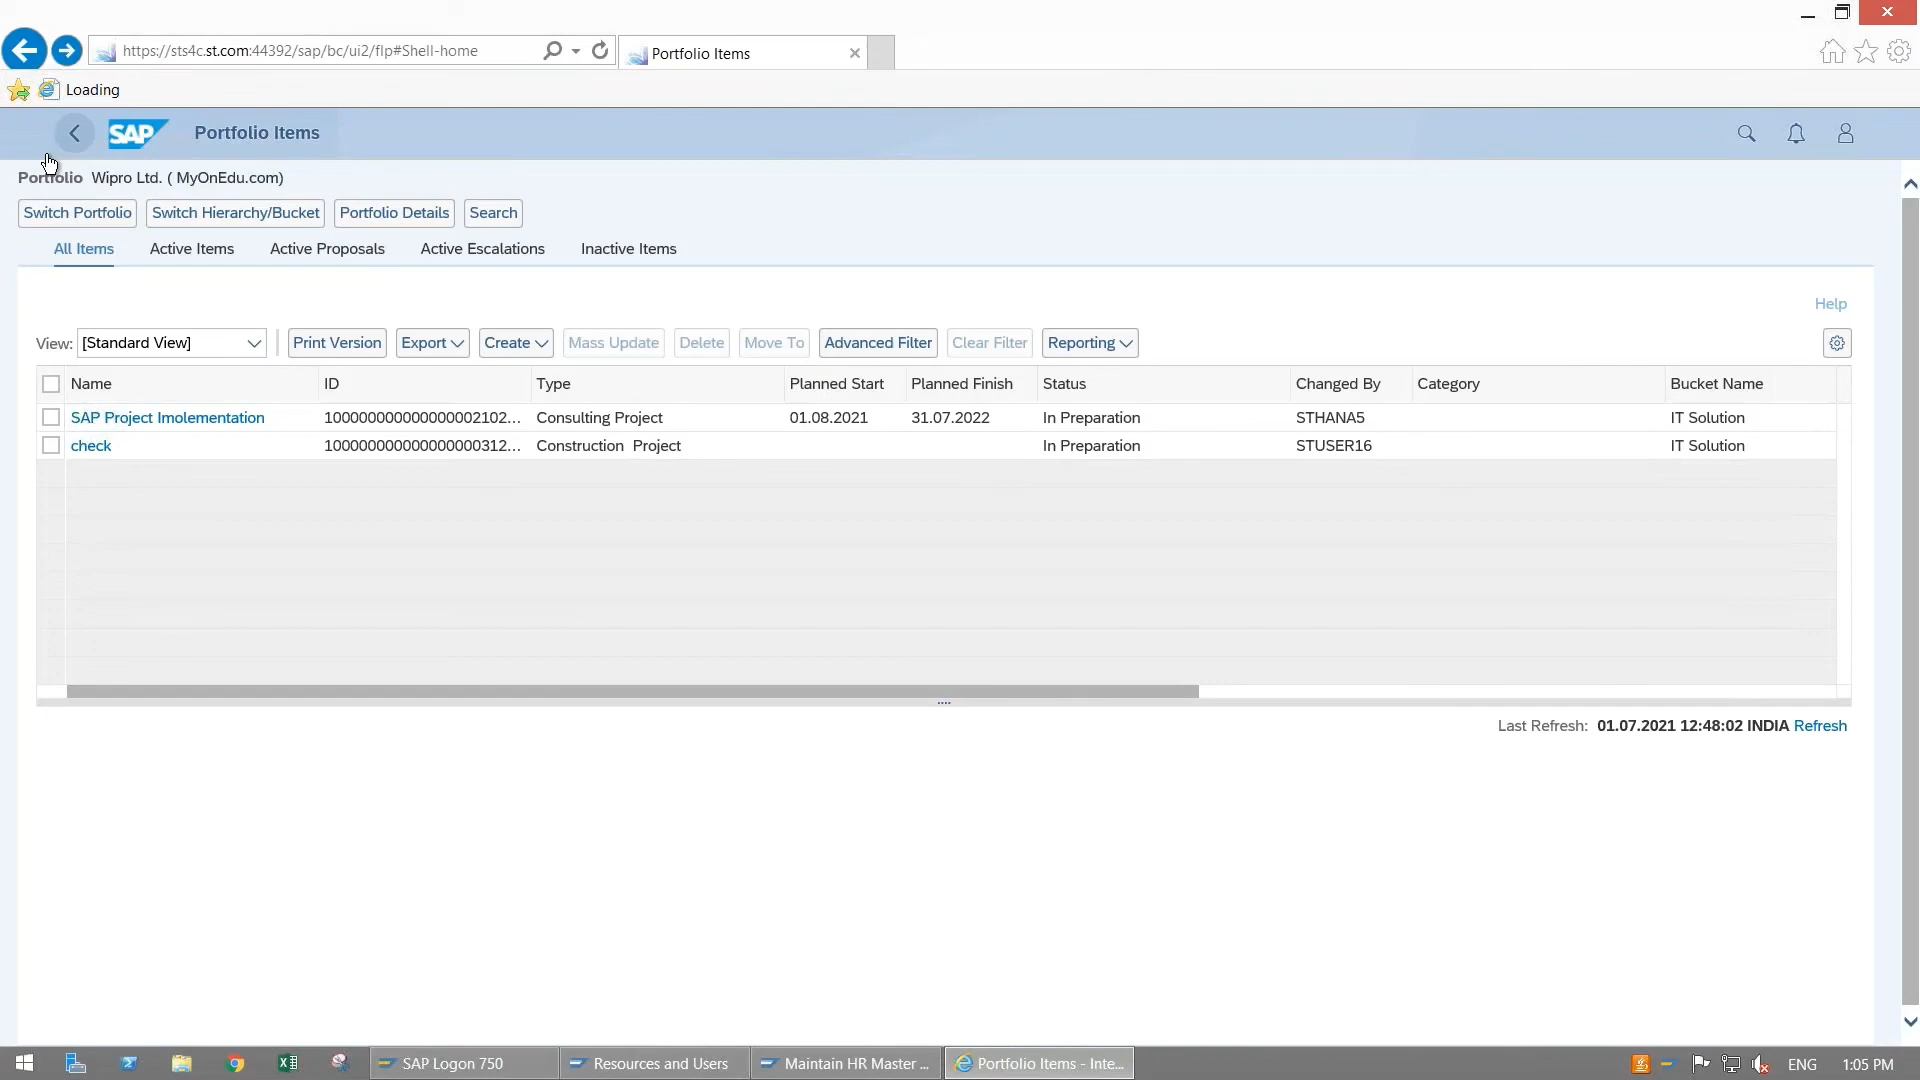 https://sts4c.st.com:44392/sap/bc/ui2/flp#Shell-home
Portfolio Items
Loading
SAP
Portfolio Items
Portfolio Wipro Ltd. ( MyOnEdu.com)
Switch Portfolio Switch Hierarchy/Bucket Portfolio Details Search
All Items Active Items Active Proposals Active Escalations Inactive Items
Help
View: [Standard View] Print Version Export Create Mass Update Delete Move To Advanced Filter Clear Filter Reporting
Name ID Type Planned Start Planned Finish Status Changed By Category Bucket Name
SAP Project Imolementation 100000000000000002102... Consulting Project 01.08.2021 31.07.2022 In Preparation STHANA5 IT Solution
check 100000000000000000312... Construction Project In Preparation STUSER16 IT Solution
Last Refresh: 01.07.2021 12:48:02 INDIA Refresh
SAP Logon 750 Resources and Users Maintain HR Master ... Portfolio Items - Inte... ENG 1:05 PM